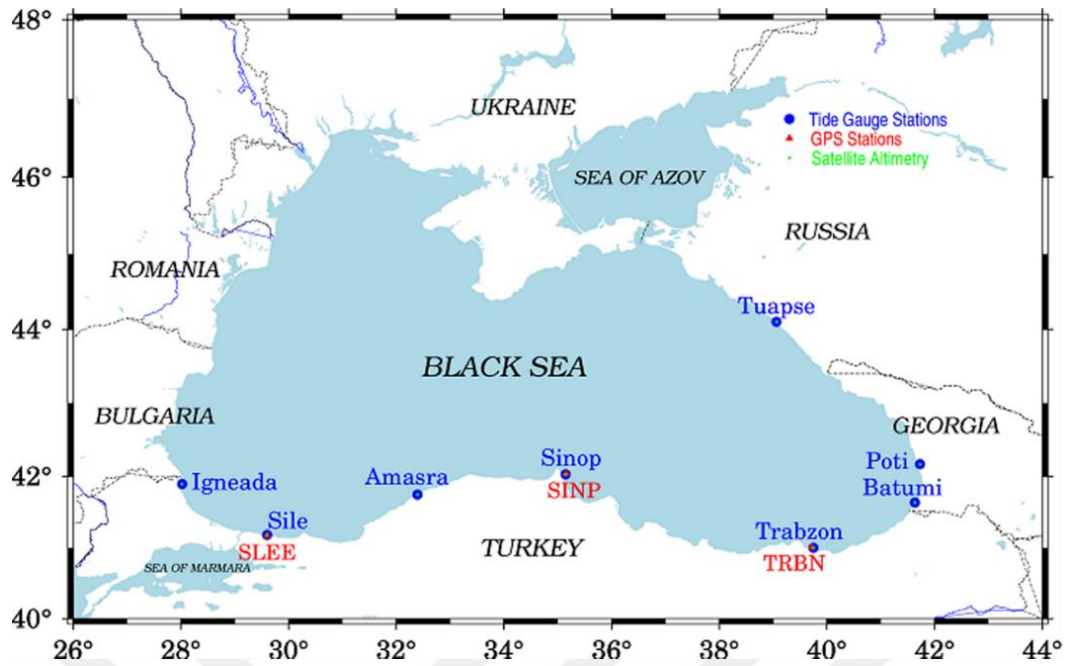 48°
UKRAINE
Tide Gauge Stations
GPS Stations
Satellite Altimetry
46°
SEA OF AZOV
RUSSIA
ROMANIA
Tuapse
44°
BLACK SEA
BULGARIA
GEORGIA
Sinop
Poti
42°
Igneada
Amasra
SINP
Batumi
Sile
Trabzon
SLEE
TURKEY
TRBN
SEA OF MARMARA
40°
26° 28° 30° 32° 34° 36° 38° 40° 42° 44°